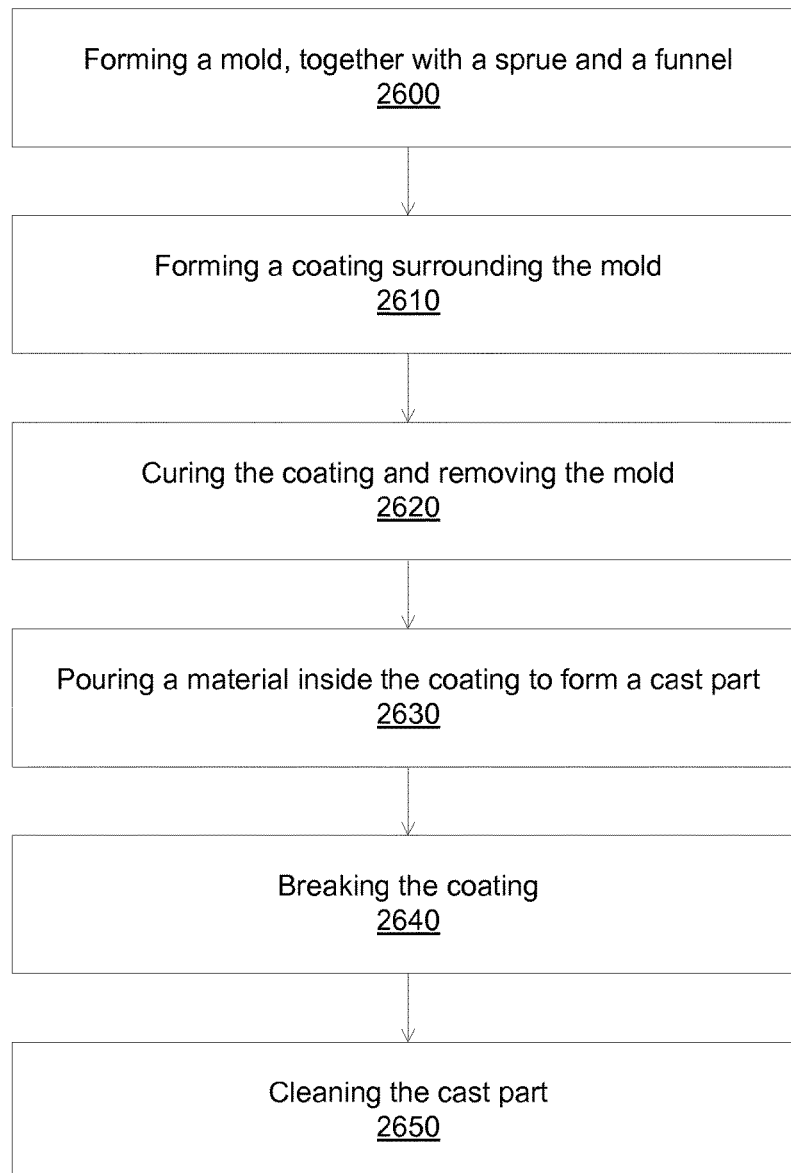 Forming a mold, together with a sprue and a funnel
2600
Forming a coating surrounding the mold
2610
Curing the coating and removing the mold
2620
Pouring a material inside the coating to form a cast part
2630
Breaking the coating
2640
Cleaning the cast part
2650